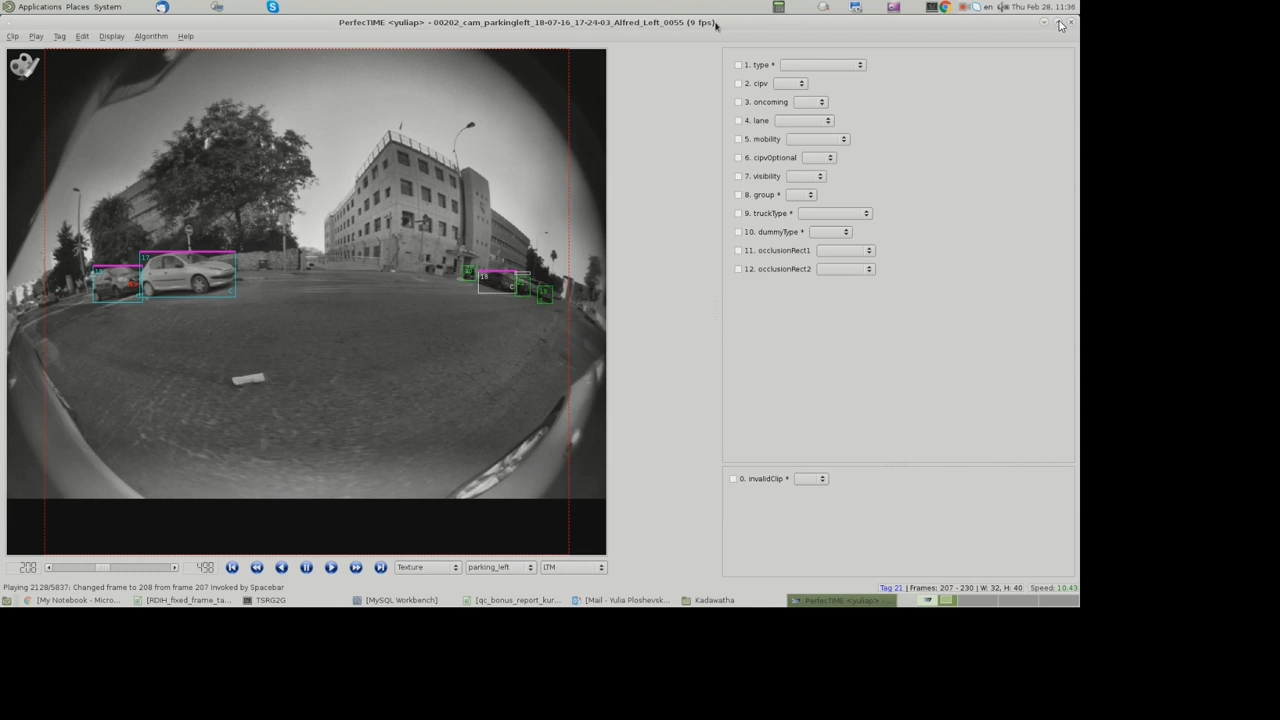 Applications Places System en Thu Feb 28, 11:36
PerfecTIME <yuliap> - 00202_cam_parkingleft_18-07-16_17-24-03_Alfred_Left_0055 (9 fps)
Clip Play Tag Edit Display Algorithm Help
1. type *
2. cipv
3. oncoming
4. lane
5. mobility
6. cipvOptional
7. visibility
8. group *
9. truckType *
10. dummyType *
11. occlusionRect1
12. occlusionRect2
17
C
18
C
0. invalidClip *
208 498 Texture parking_left LTM
Playing 2128/5837: Changed frame to 208 from frame 207 Invoked by Spacebar
Tag 21 | Frames: 207 - 230 | W: 32, H: 40 Speed: 10.43
[My Notebook - Micro... [RDIH_fixed_frame_ta... TSRG2G [MySQL Workbench] [qc_bonus_report_kur... [Mail - Yulia Ploshevsk... Kadawatha PerfecTIME <yuliap> -